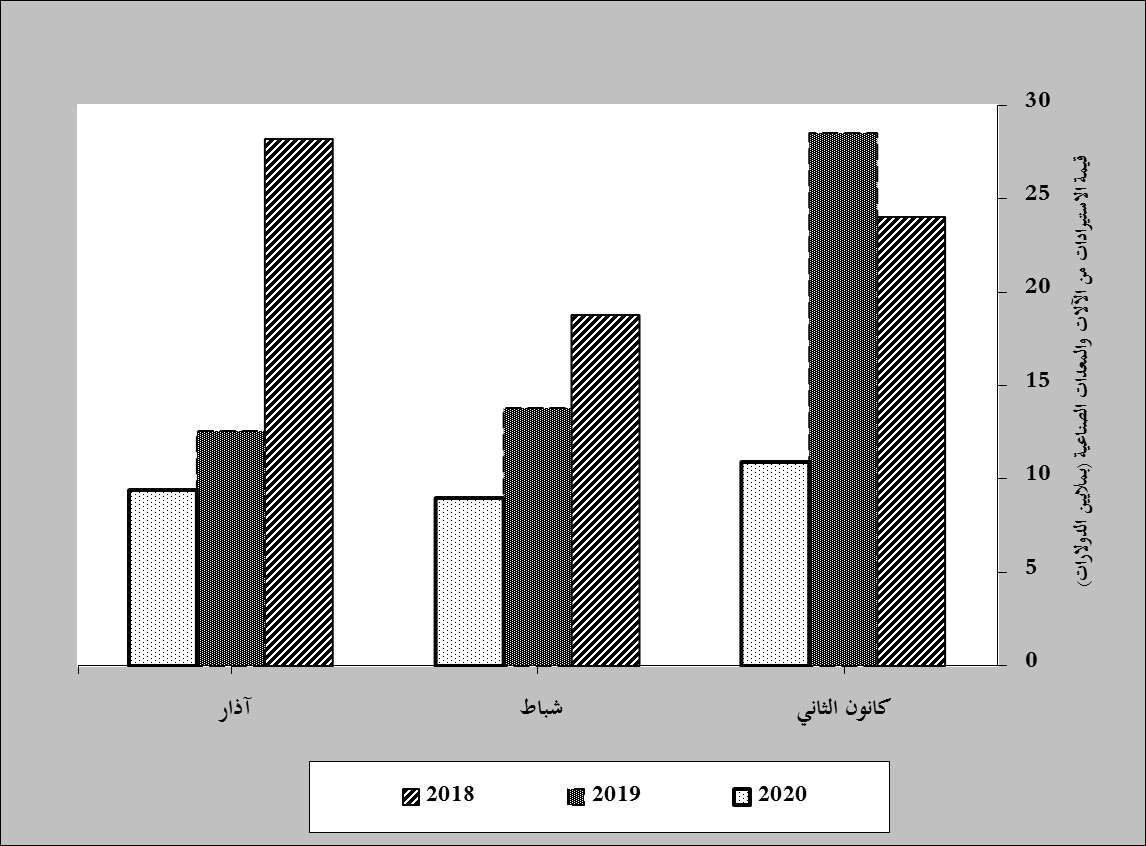 30
25
20
15
10
5
0
قيمة الاستيرادات من الآلات والمعدات الصناعية (بملايين الدولارات)
كانون الثاني
شباط
آذار
2018
2019
2020